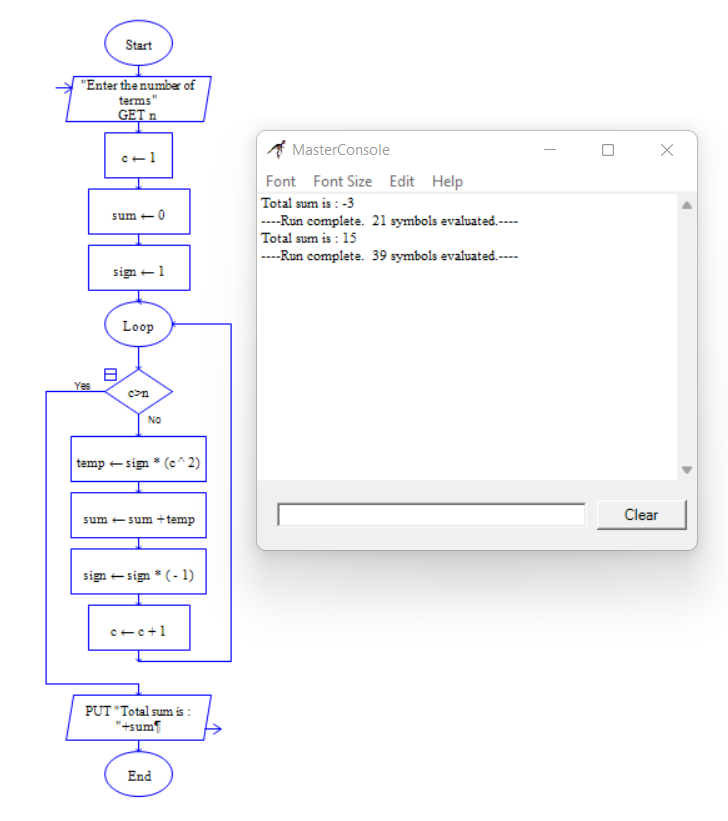 Start
"Enter the number of
terms"
GET n
c ← 1
sum ← 0
sign ← 1
Loop
Yes
c>n
No
temp ← sign * (c ^ 2)
sum ← sum +temp
sign ← sign * ( - 1)
c ← c + 1
PUT "Total sum is :
"+sum¶
End
MasterConsole
Font Font Size Edit Help
Total sum is : -3
----Run complete. 21 symbols evaluated.----
Total sum is : 15
----Run complete. 39 symbols evaluated.----
Clear